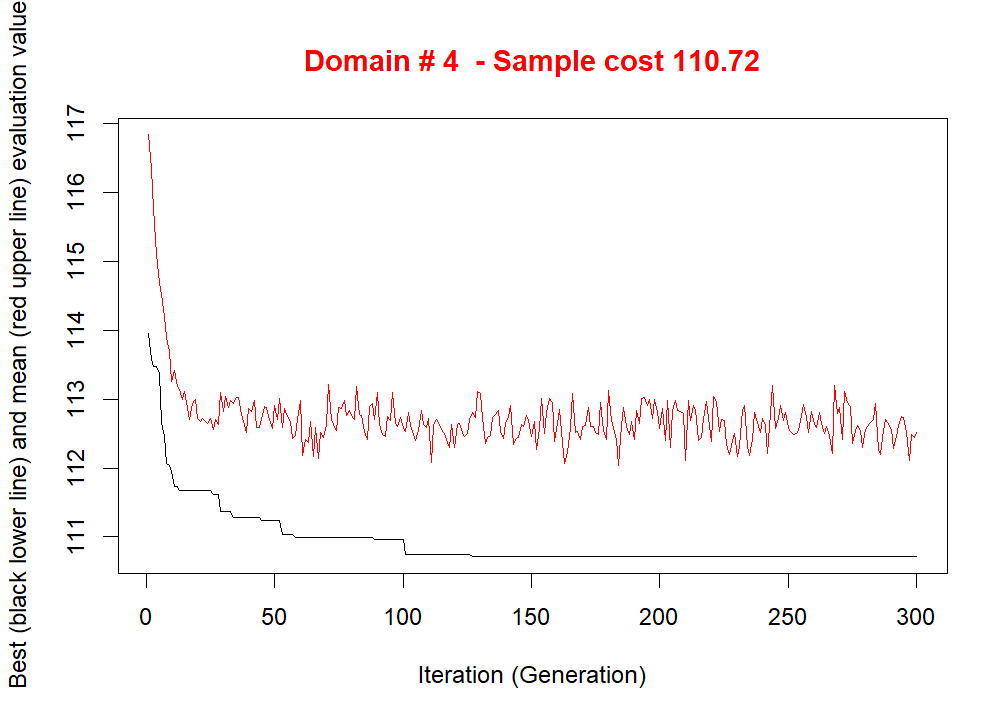 Domain # 4  - Sample cost 110.72
Best (black lower line) and mean (red upper line) evaluation value
117
116
115
114
113
112
111
0 50 100 150 200 250 300
Iteration (Generation)